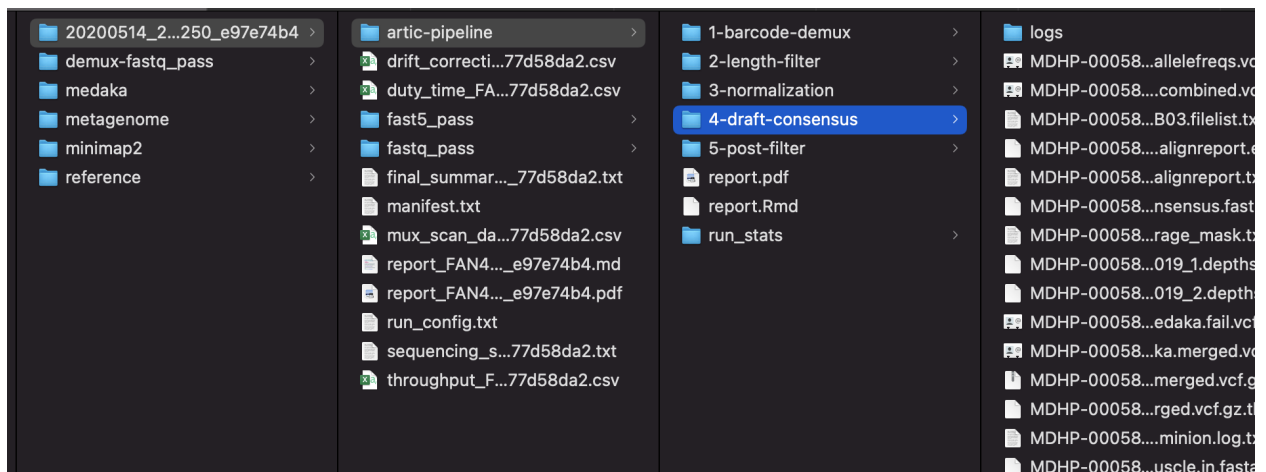 20200514_2...250_e97e74b4
demux-fastq_pass
medaka
metagenome
minimap2
reference
artic-pipeline
drift_correcti...77d58da2.csv
duty_time_FA...77d58da2.csv
fast5_pass
fastq_pass
final_summar..._77d58da2.txt
manifest.txt
mux_scan_da...77d58da2.csv
report_FAN4..._e97e74b4.md
report_FAN4..._e97e74b4.pdf
run_config.txt
sequencing_s...77d58da2.txt
throughput_F...77d58da2.csv
1-barcode-demux
2-length-filter
3-normalization
4-draft-consensus
5-post-filter
report.pdf
report.Rmd
run_stats
logs
MDHP-00058...allelefreqs.vc
MDHP-00058....combined.vc
MDHP-00058...B03.filelist.tx
MDHP-00058....alignreport.e
MDHP-00058...alignreport.tx
MDHP-00058...nsensus.fast
MDHP-00058...rage_mask.tx
MDHP-00058...019_1.depths
MDHP-00058...019_2.depths
MDHP-00058...edaka.fail.vcf
MDHP-00058...ka.merged.vc
MDHP-00058...merged.vcf.g
MDHP-00058...rged.vcf.gz.t
MDHP-00058....minion.log.tx
MDHP-00058...uscle.in.fasta